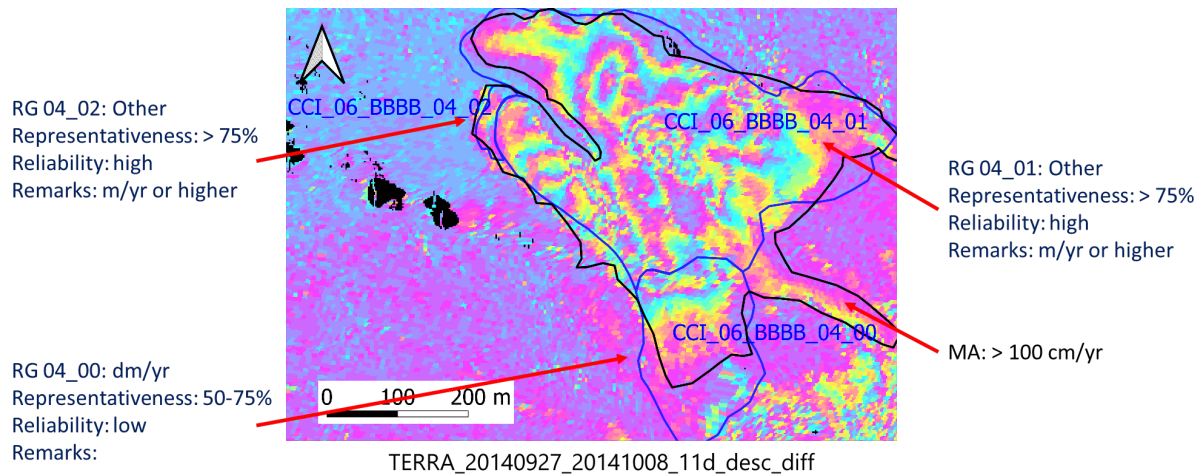 RG 04_02: Other
Representativeness: > 75%
Reliability: high
Remarks: m/yr or higher
CCI_06_BBBB_04_02
CCI_06_BBBB_04_01
RG 04_01: Other
Representativeness: > 75%
Reliability: high
Remarks: m/yr or higher
CCI_06_BBBB_04_00
MA: > 100 cm/yr
RG 04_00: dm/yr
Representativeness: 50-75%
Reliability: low
Remarks:
0 100 200 m
TERRA_20140927_20141008_11d_desc_diff